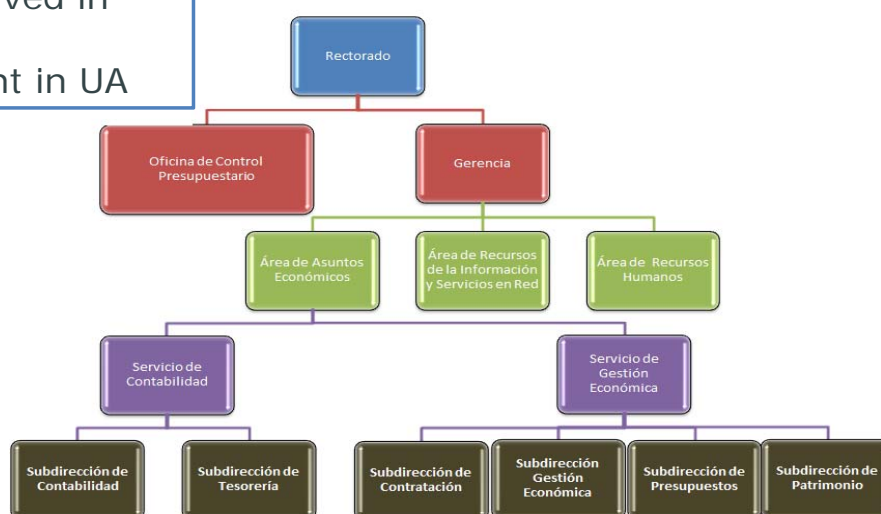 ved in
nt in UA
Rectorado
Oficina de Control
Presupuestario
Gerencia
Área de Asuntos
Económicos
Área de Recursos
de la Información
y Servicios en Red
Área de Recursos
Humanos
Servicio de
Contabilidad
Servicio de
Gestión
Económica
Subdirección de
Contabilidad
Subdirección de
Tesorería
Subdirección de
Contratación
Subdirección
Gestión
Económica
Subdirección de
Presupuestos
Subdirección de
Patrimonio